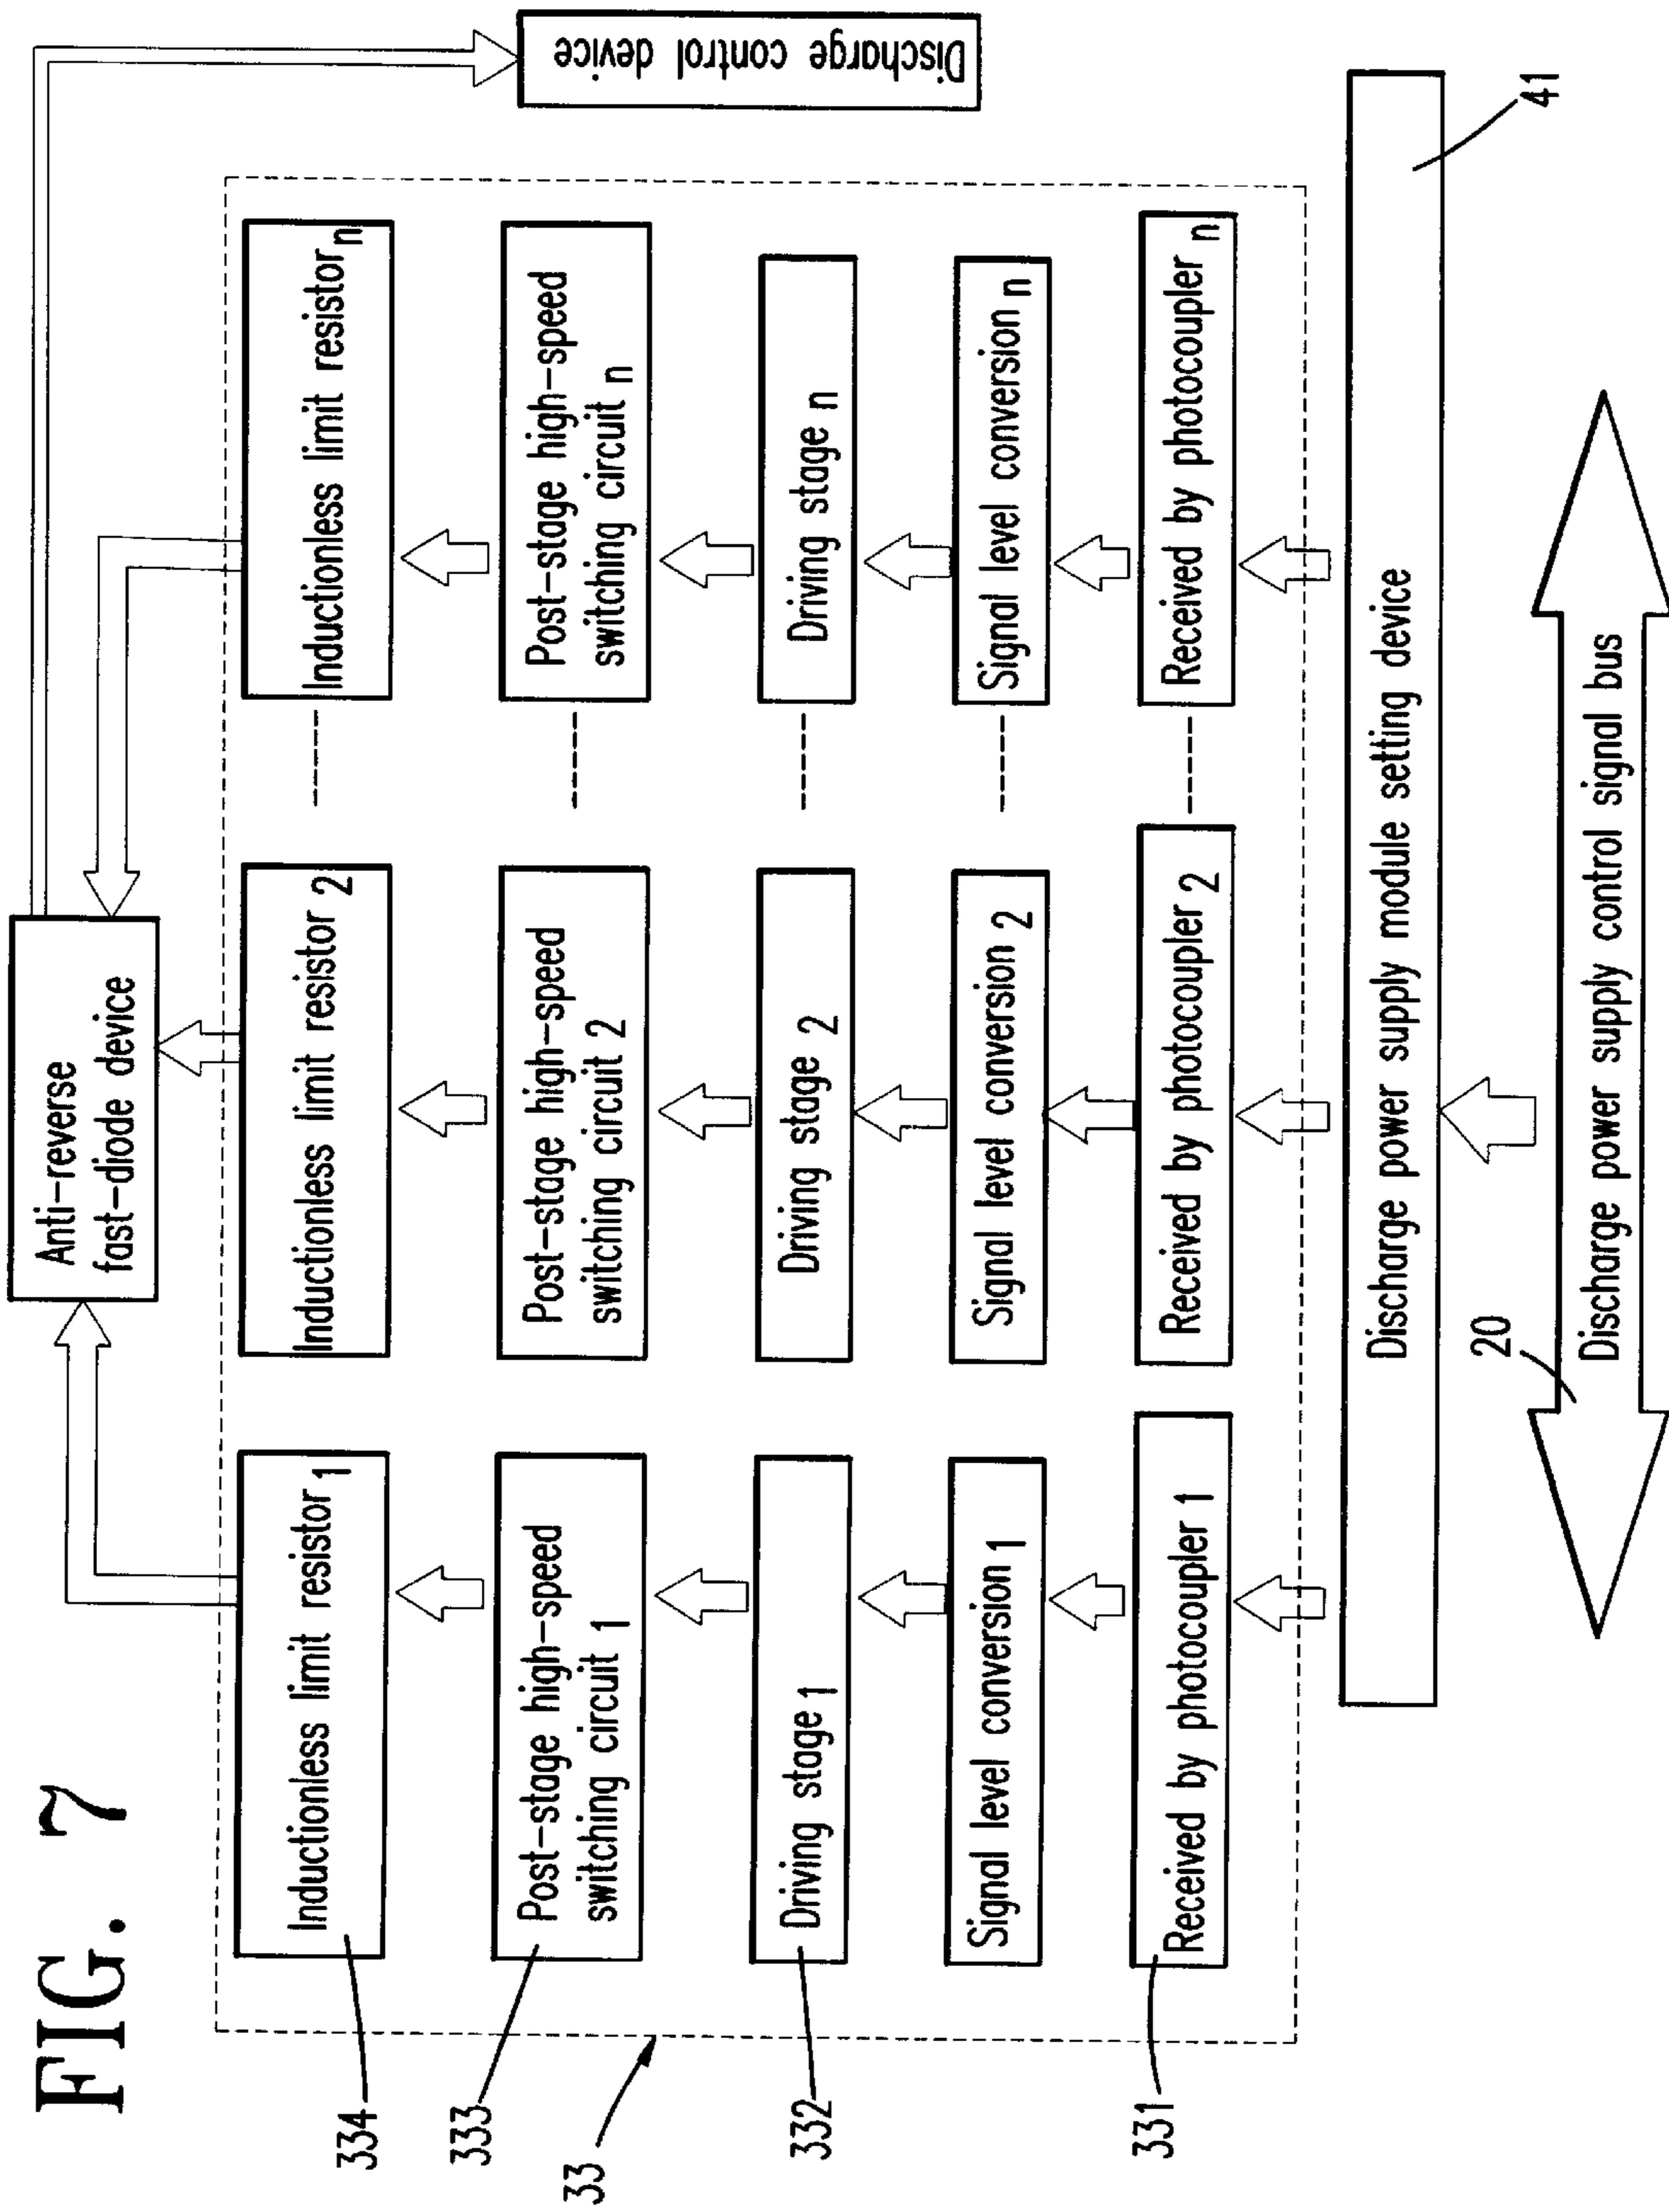 FIG. 7
Anti-reverse
fast-diode device
Discharge control device
334
Inductionless limit resistor 1
Inductionless limit resistor 2
Inductionless limit resistor n
333
Post-stage high-speed
switching circuit 1
Post-stage high-speed
switching circuit 2
Post-stage high-speed
switching circuit n
33
332
Driving stage 1
Driving stage 2
Driving stage n
Signal level conversion 1
Signal level conversion 2
Signal level conversion n
331
Received by photocoupler 1
Received by photocoupler 2
Received by photocoupler n
Discharge power supply module setting device
41
20
Discharge power supply control signal bus